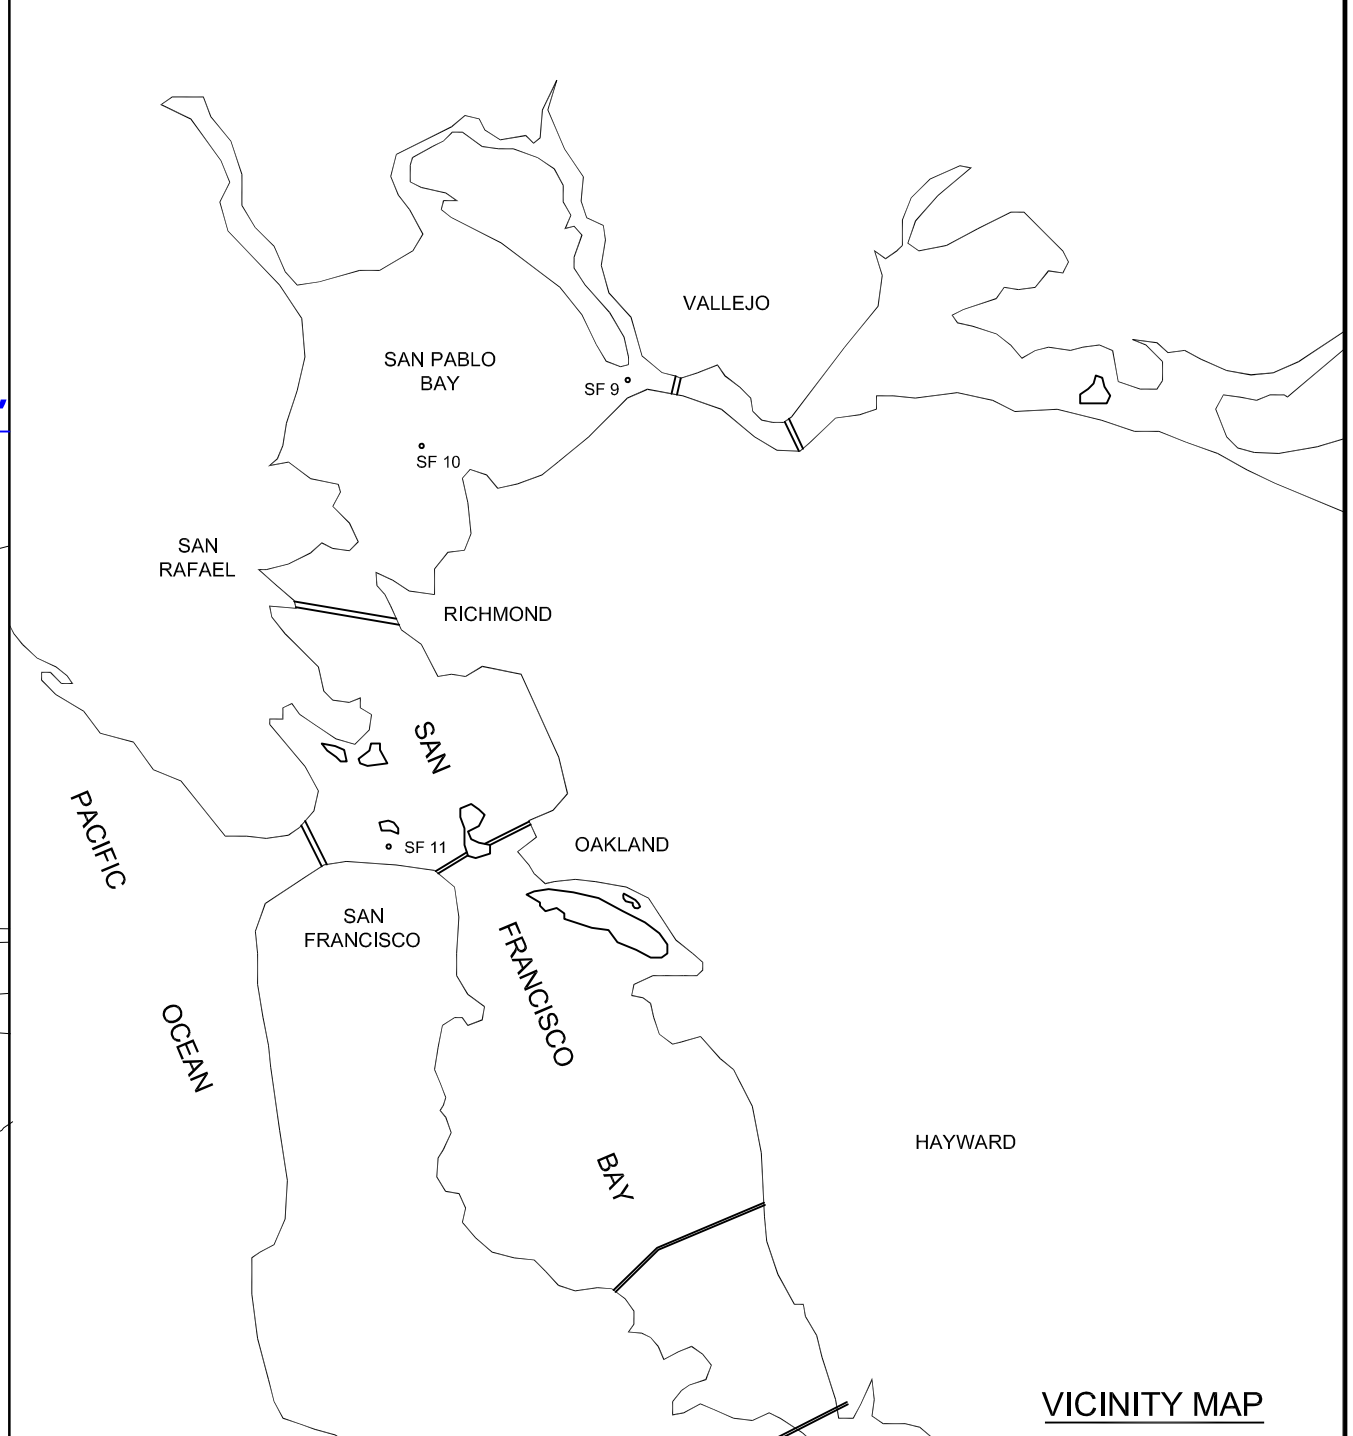 VALLEJO
SAN PABLO
BAY
SF 9
SF 10
SAN
RAFAEL
RICHMOND
SAN
PACIFIC
SF 11
OAKLAND
SAN
FRANCISCO
FRANCISCO
OCEAN
HAYWARD
BAY
VICINITY MAP